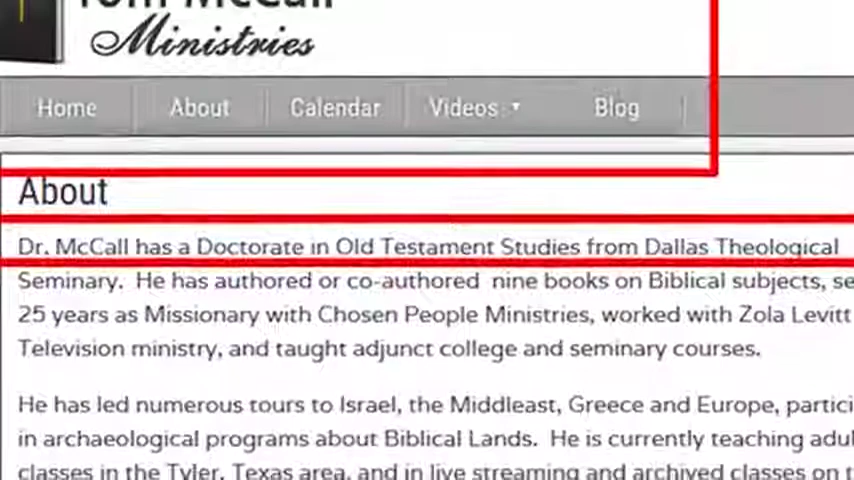 Tom McCall
Ministries
Home About Calendar Videos Blog
About
Dr. McCall has a Doctorate in Old Testament Studies from Dallas Theological
Seminary. He has authored or co-authored nine books on Biblical subjects, se
25 years as Missionary with Chosen People Ministries, worked with Zola Levitt
Television ministry, and taught adjunct college and seminary courses.
He has led numerous tours to Israel, the Middleast, Greece and Europe, partici
in archaeological programs about Biblical Lands. He is currently teaching adul
classes in the Tyler, Texas area, and in live streaming and archived classes on t